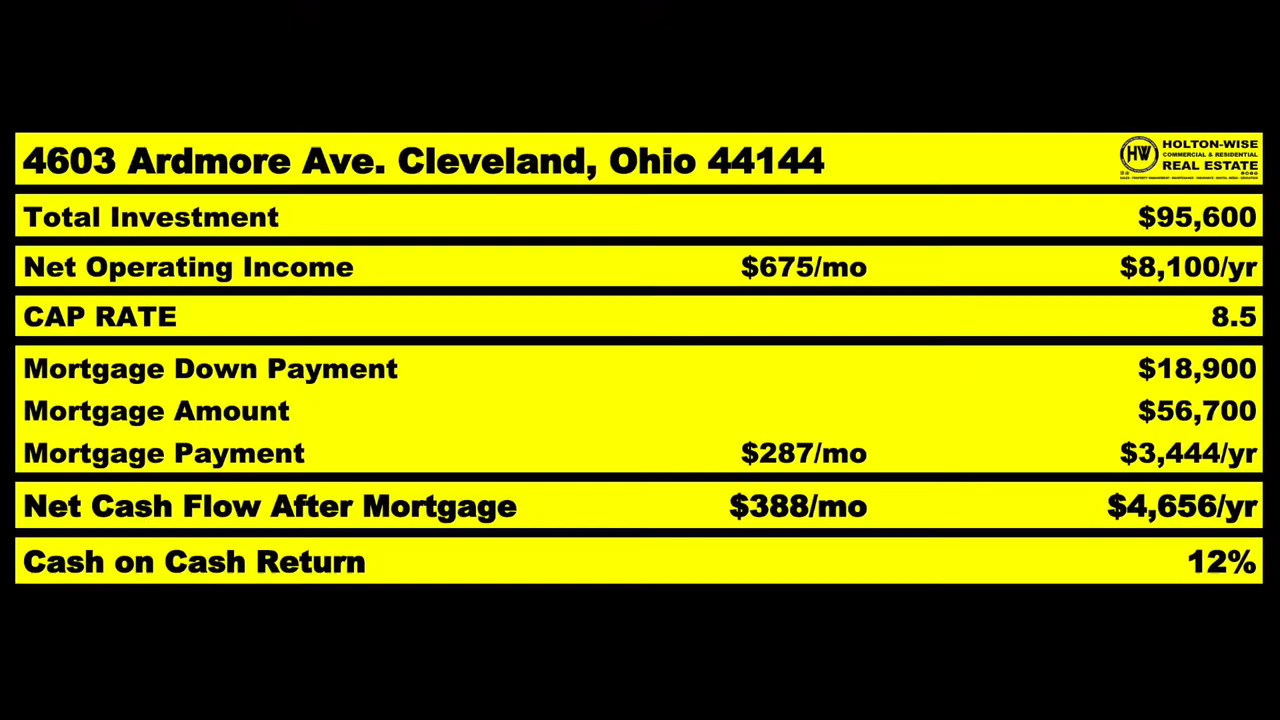 4603 Ardmore Ave. Cleveland, Ohio 44144
HW
HOLTON-WISE
COMMERCIAL & RESIDENTIAL
REAL ESTATE
Total Investment $95,600
Net Operating Income $675/mo $8,100/yr
CAP RATE 8.5
Mortgage Down Payment $18,900
Mortgage Amount $56,700
Mortgage Payment $287/mo $3,444/yr
Net Cash Flow After Mortgage $388/mo $4,656/yr
Cash on Cash Return 12%